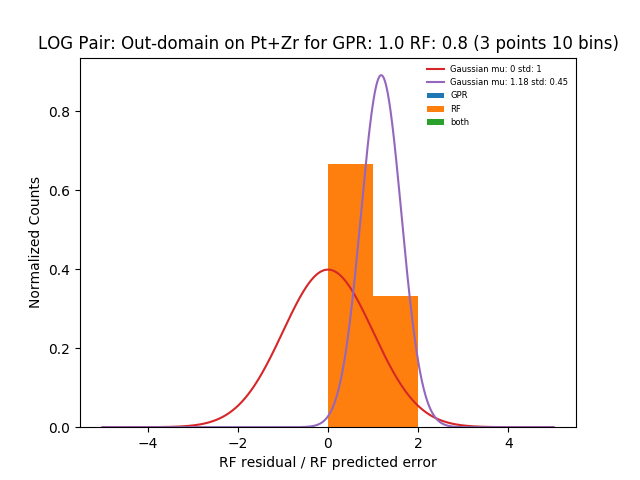 LOG Pair: Out-domain on Pt+Zr for GPR: 1.0 RF: 0.8 (3 points 10 bins)
Gaussian mu: 0 std: 1
Gaussian mu: 1.18 std: 0.45
GPR
RF
both
Normalized Counts
0.8
0.6
0.4
0.2
0.0
−4
−2
0
2
4
RF residual / RF predicted error